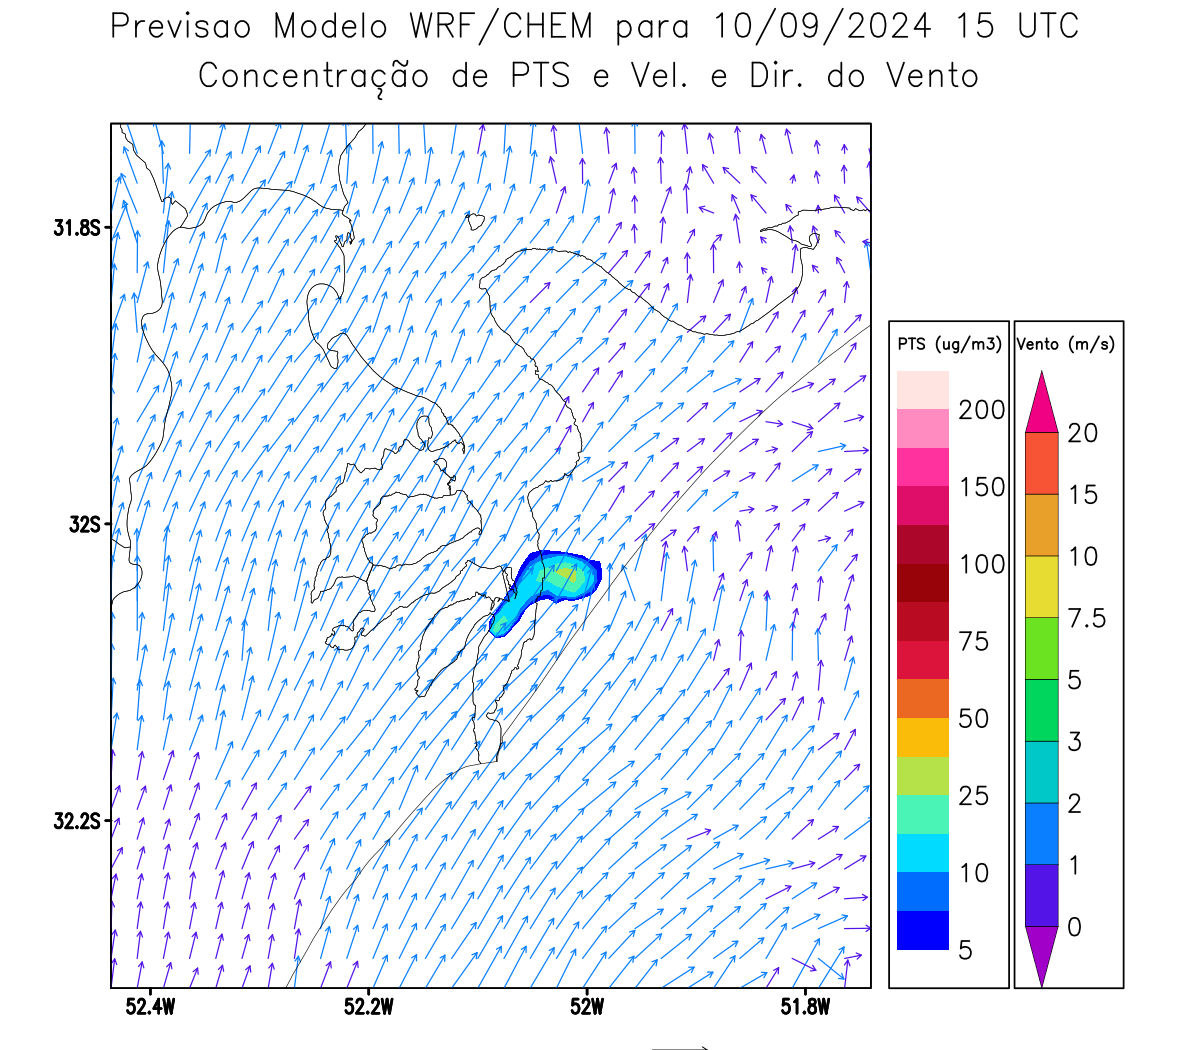 Previsao Modelo WRF/CHEM para 10/09/2024 15 UTC
Concentração de PTS e Vel. e Dir. do Vento
31.8S
32S
32.2S
52.4W 52.2W 52W 51.8W
PTS (ug/m3)
200
150
100
75
50
25
10
5
Vento (m/s)
20
15
10
7.5
5
3
2
1
0